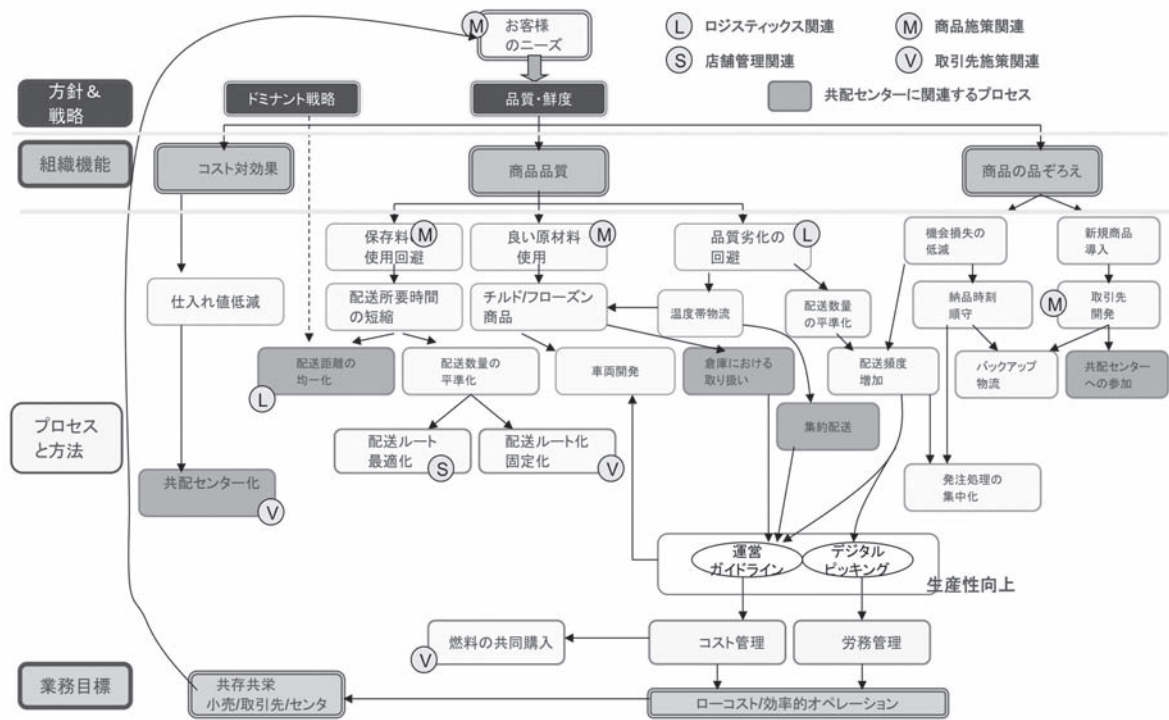 お客様
のニーズ
M
L ロジスティックス関連
M 商品施策関連
S 店舗管理関連
V 取引先施策関連
共配センターに関連するプロセス
方針&
戦略
ドミナント戦略
品質・鮮度
組織機能
コスト対効果
商品品質
商品の品ぞろえ
保存料の
使用回避
M
良い原材料
使用
M
品質劣化の
回避
L
機会損失の
低減
新規商品
導入
仕入れ値低減
配送所要時間
の短縮
チルド/フローズン
商品
温度帯物流
配送数量
の平準化
納品時刻
順守
M
取引先
開発
配送距離の
均一化
L
配送数量の
平準化
車両開発
倉庫における
取り扱い
配送頻度
増加
バックアップ
物流
共配センター
への参加
プロセス
と方法
配送ルート
最適化
S
配送ルート化
固定化
V
集約配送
共配センター化
V
発注処理の
集中化
運営
ガイドライン
デジタル
ピッキング
生産性向上
燃料の共同購入
V
コスト管理
労務管理
業務目標
共存共栄
小売/取引先/センタ
ローコスト/効率的オペレーション